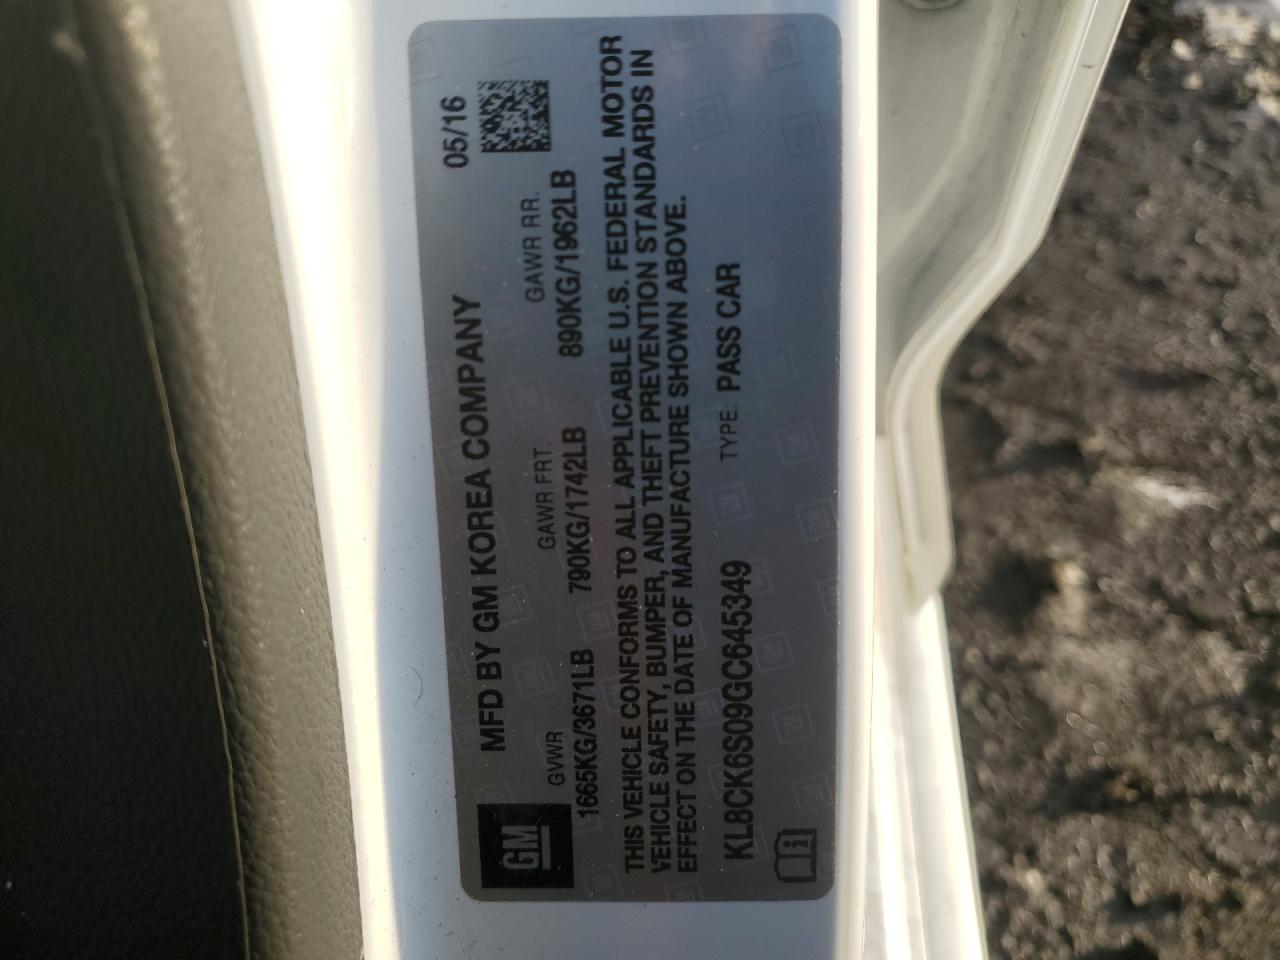 MFD BY GM KOREA COMPANY 05/16
GM
GVWR GAWR FRT. GAWR RR.
1665KG/3671LB 790KG/1742LB 890KG/1962LB
THIS VEHICLE CONFORMS TO ALL APPLICABLE U.S. FEDERAL MOTOR
VEHICLE SAFETY, BUMPER, AND THEFT PREVENTION STANDARDS IN
EFFECT ON THE DATE OF MANUFACTURE SHOWN ABOVE.
KL8CK6S09GC645349 TYPE: PASS CAR